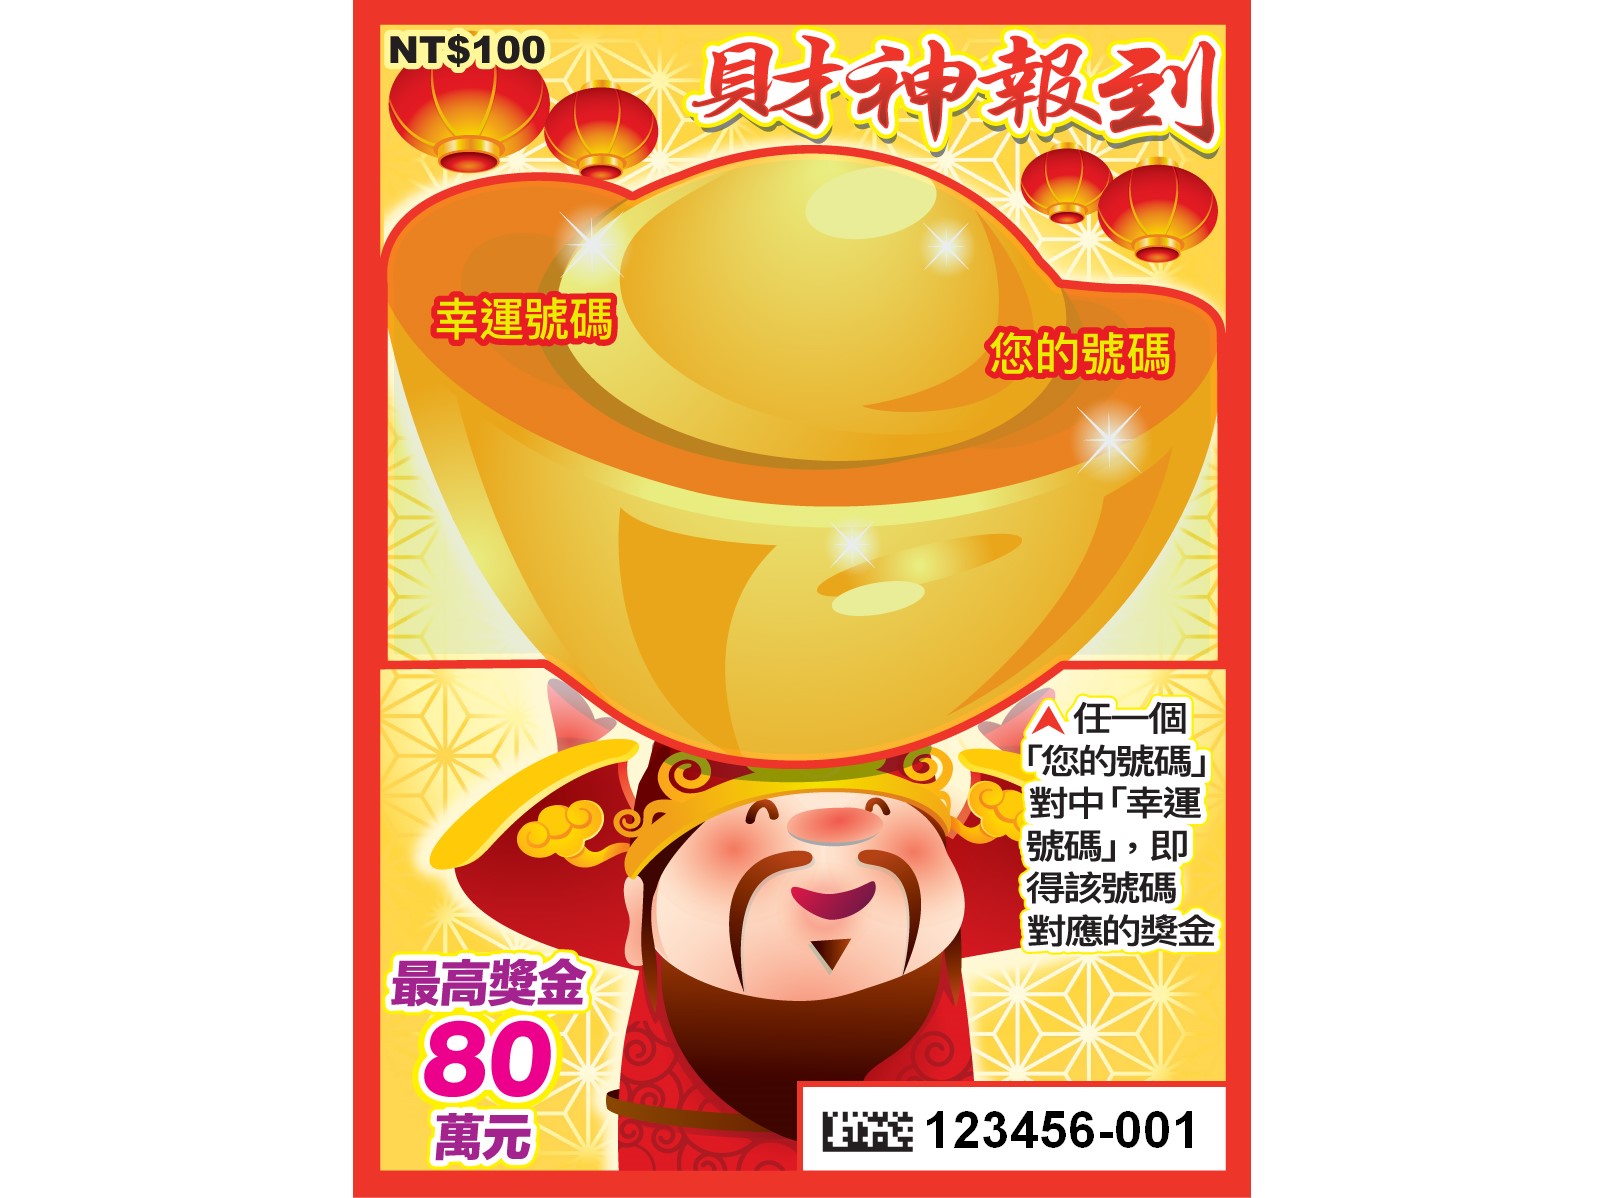 NT$100
財神報到
幸運號碼
您的號碼
任一個
「您的號碼」
對中「幸運
號碼」，即
得該號碼
對應的獎金
最高獎金
80
萬元
123456-001